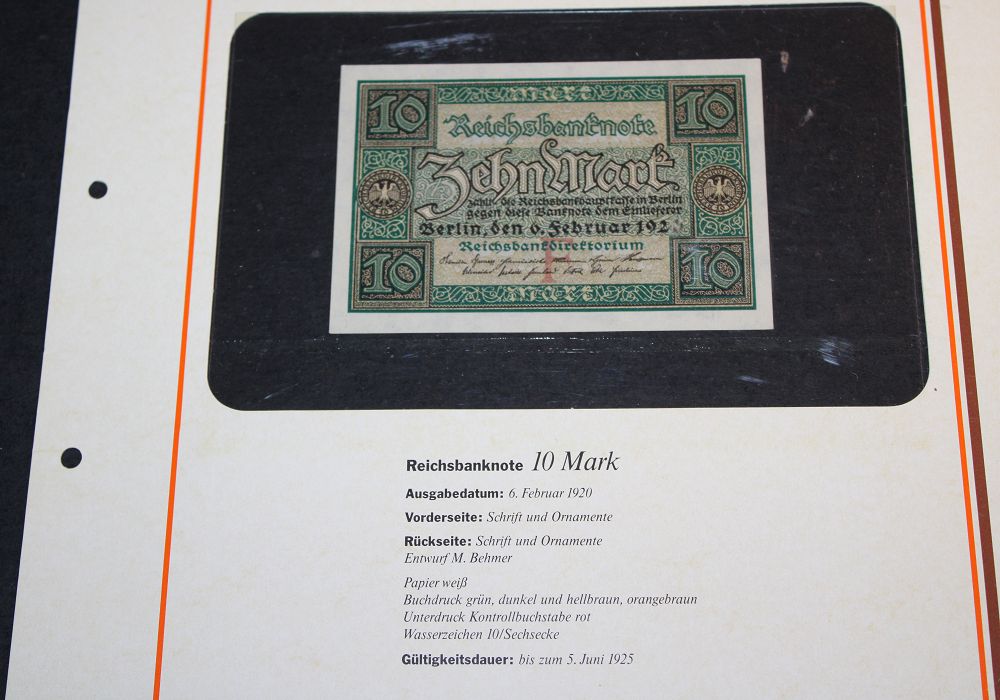 mark
10 10
Reichsbanknote
Zehn Mark
zahlt die Reichsbankhauptkasse in Berlin
gegen diese Banknote dem Einlieferer
Berlin, den 6. Februar 192
Reichsbankdirektorium
10 10
mark
Reichsbanknote 10 Mark
Ausgabedatum: 6. Februar 1920
Vorderseite: Schrift und Ornamente
Rückseite: Schrift und Ornamente
Entwurf M. Behmer
Papier weiß
Buchdruck grün, dunkel und hellbraun, orangebraun
Unterdruck Kontrollbuchstabe rot
Wasserzeichen 10/Sechsecke
Gültigkeitsdauer: bis zum 5. Juni 1925